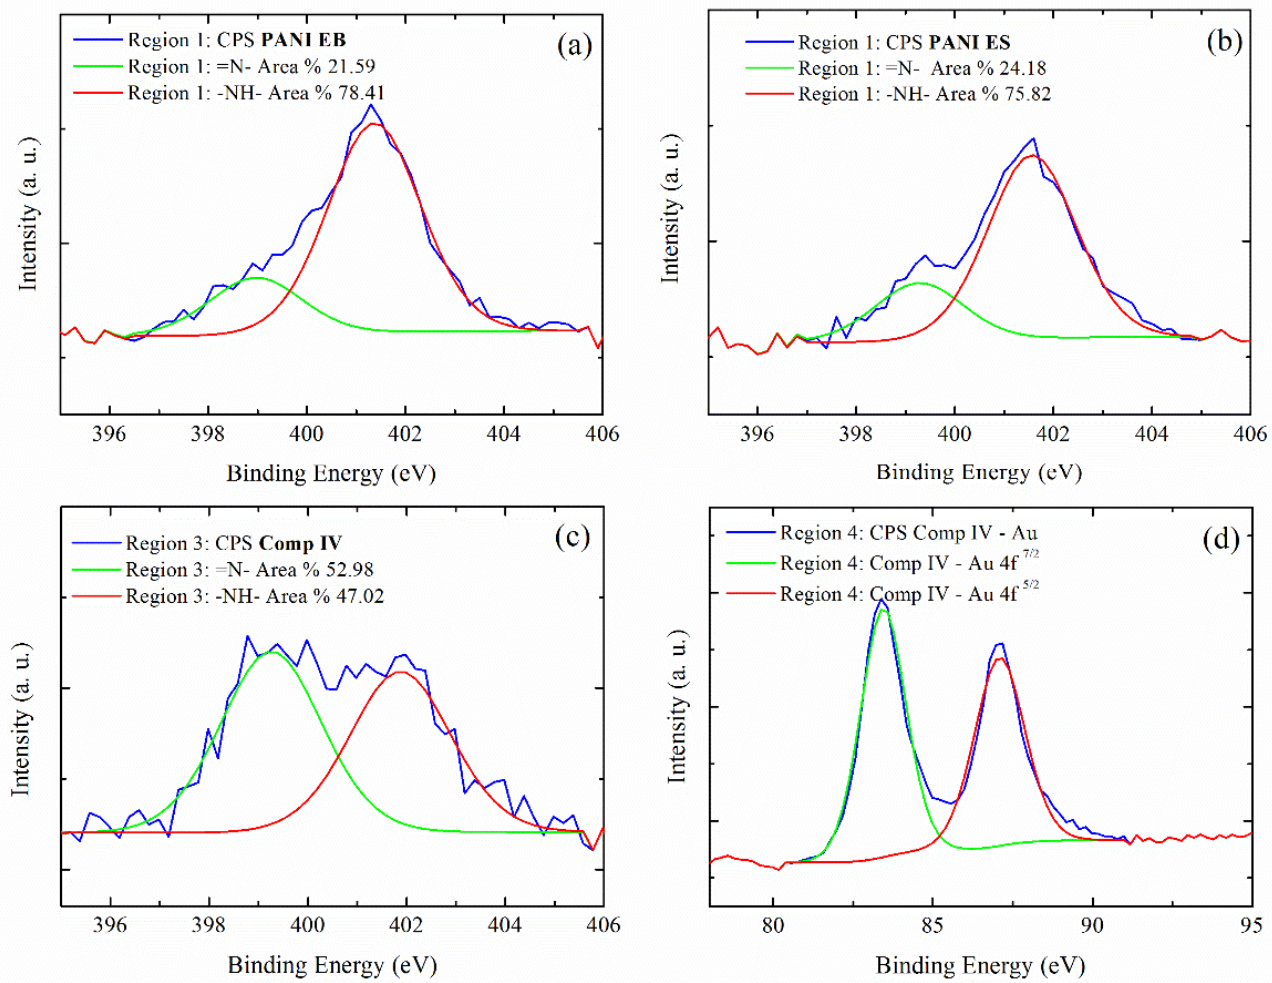 (a)
Region 1: CPS PANI EB
Region 1: =N- Area % 21.59
Region 1: -NH- Area % 78.41
Intensity (a. u.)
396 398 400 402 404 406
Binding Energy (eV)
(b)
Region 1: CPS PANI ES
Region 1: =N- Area % 24.18
Region 1: -NH- Area % 75.82
Intensity (a. u.)
396 398 400 402 404 406
Binding Energy (eV)
(c)
Region 3: CPS Comp IV
Region 3: =N- Area % 52.98
Region 3: -NH- Area % 47.02
Intensity (a. u.)
396 398 400 402 404 406
Binding Energy (eV)
(d)
Region 4: CPS Comp IV - Au
Region 4: Comp IV - Au 4f 7/2
Region 4: Comp IV - Au 4f 5/2
Intensity (a. u.)
80 85 90 95
Binding Energy (eV)